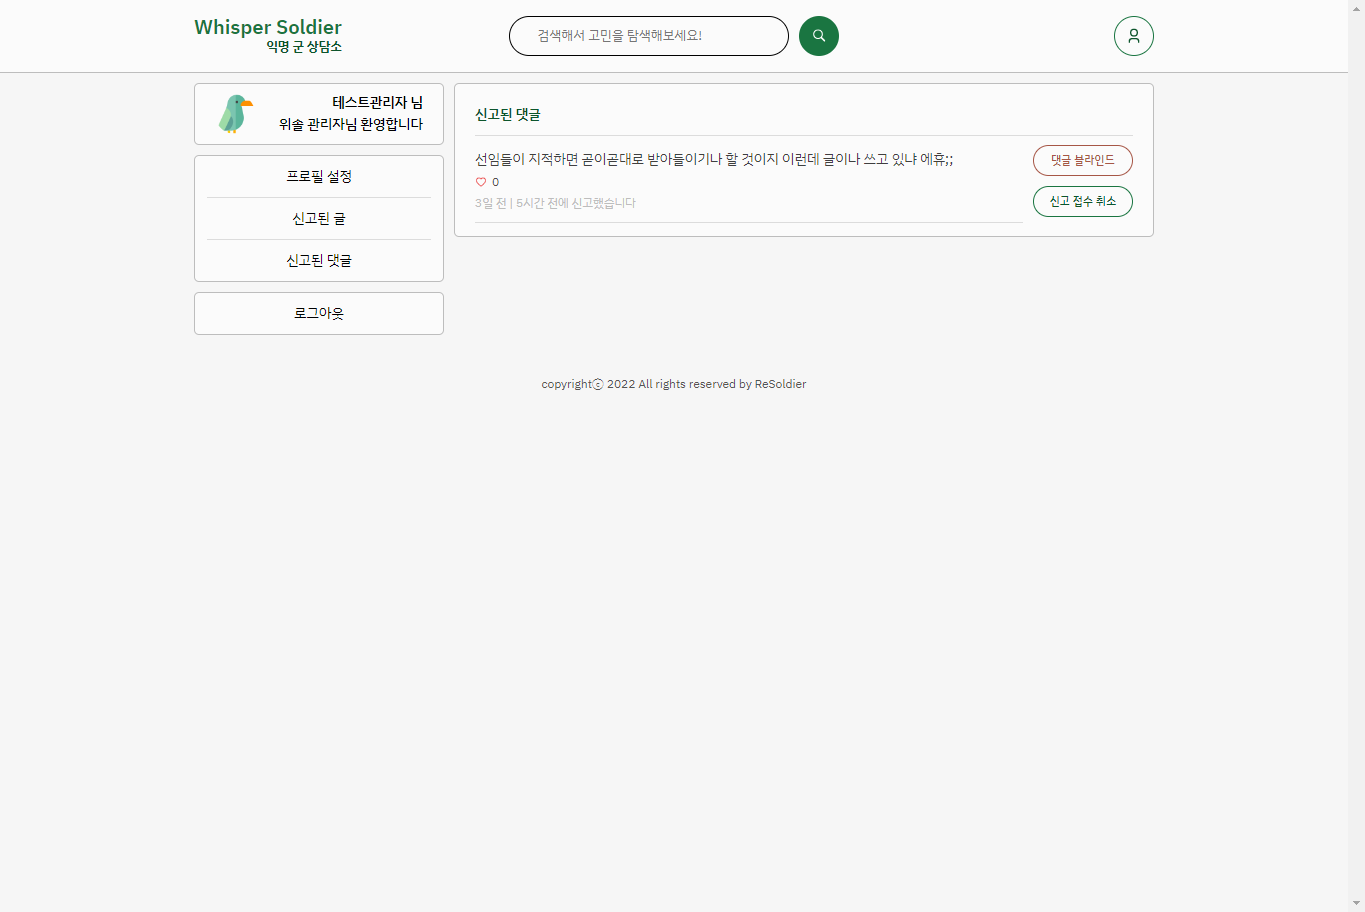 Whisper Soldier
익명 군 상담소
검색해서 고민을 탐색해보세요!
테스트관리자 님
위솔 관리자님 환영합니다
프로필 설정
신고된 글
신고된 댓글
로그아웃
신고된 댓글
선임들이 지적하면 곧이곧대로 받아들이기나 할 것이지 이런데 글이나 쓰고 있냐 에휴;;
0
3일 전 | 5시간 전에 신고했습니다
댓글 블라인드
신고 접수 취소
copyrightⓒ 2022 All rights reserved by ReSoldier